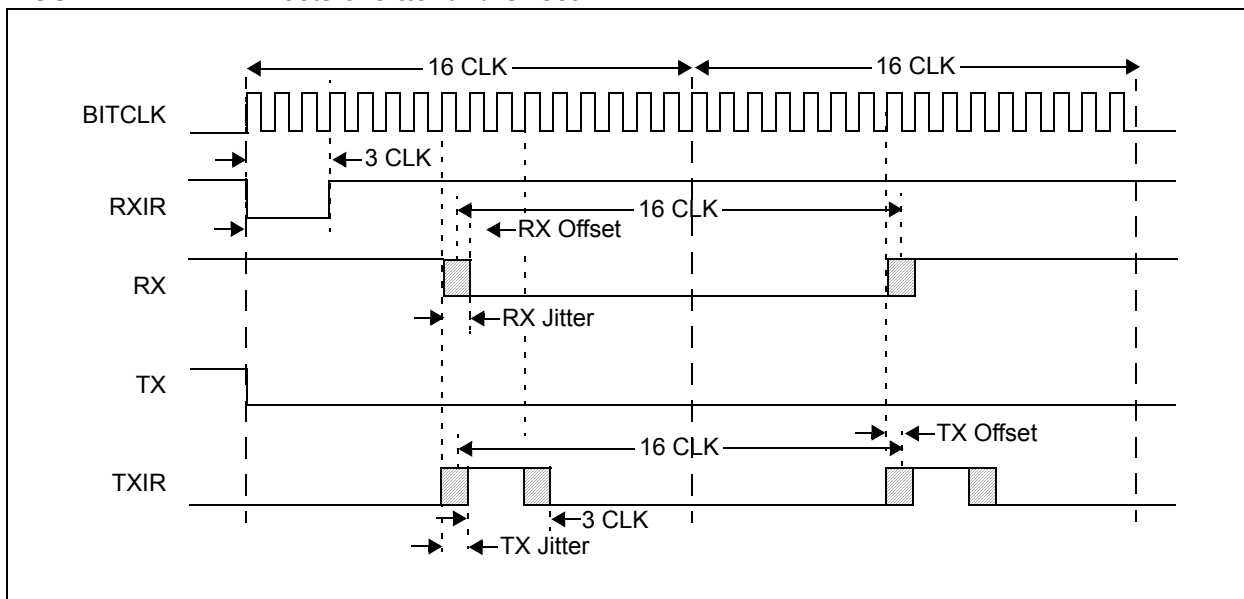 16 CLK
16 CLK
BITCLK
3 CLK
RXIR
16 CLK
RX Offset
RX
RX Jitter
TX
TX Offset
16 CLK
TXIR
3 CLK
TX Jitter